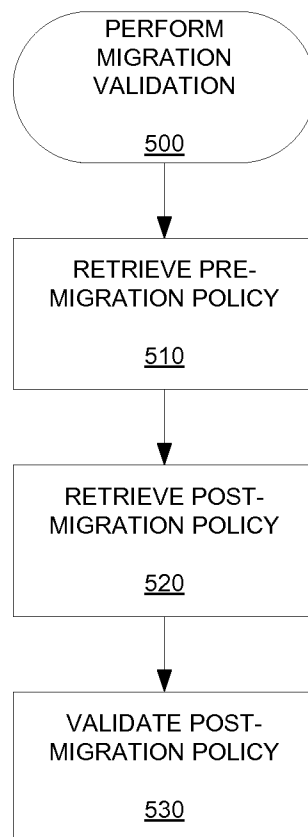 PERFORM
MIGRATION
VALIDATION
500
RETRIEVE PRE-
MIGRATION POLICY
510
RETRIEVE POST-
MIGRATION POLICY
520
VALIDATE POST-
MIGRATION POLICY
530